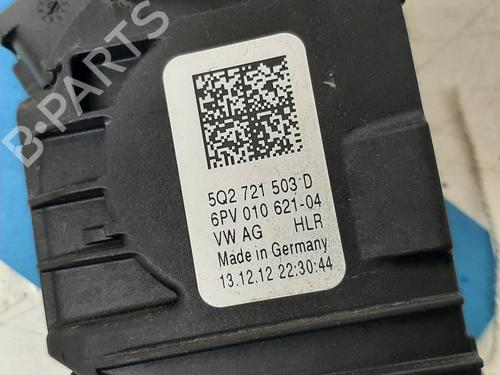 B-PARTS
5Q2 721 503 D
6PV 010 621-04
VW AG HLR
Made in Germany
13.12.12 22:30:44